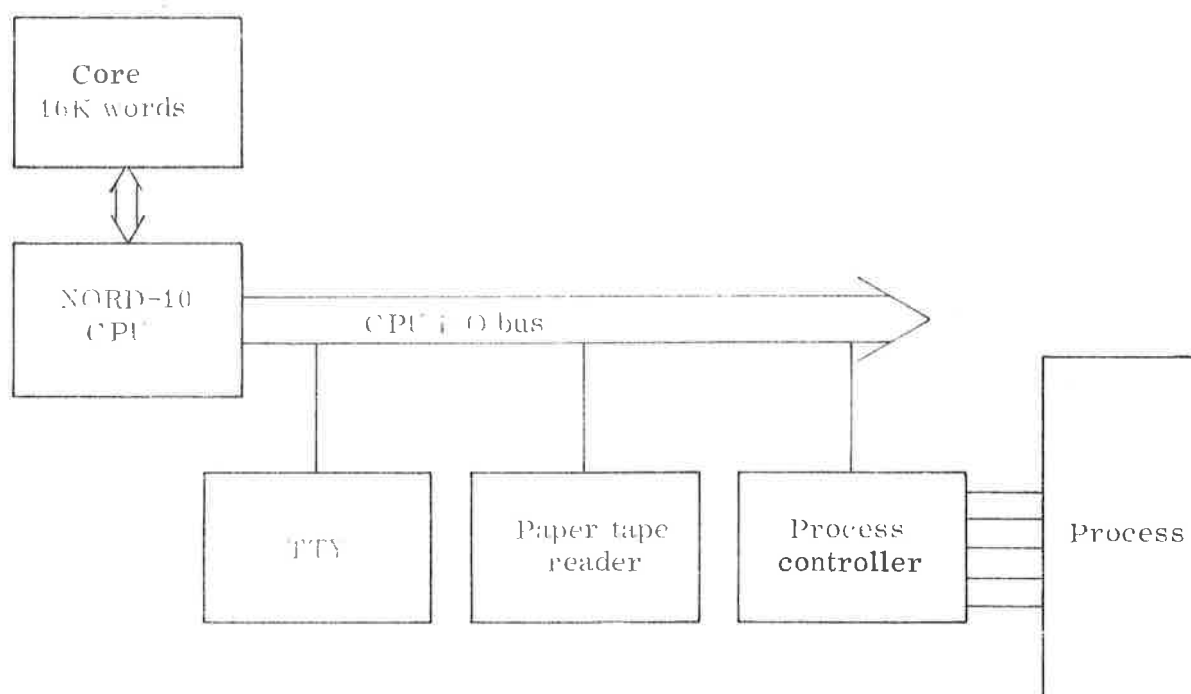 Core
16K words
NORD-10
CPU
CPU I/O bus
TTY
Paper tape
reader
Process
controller
Process